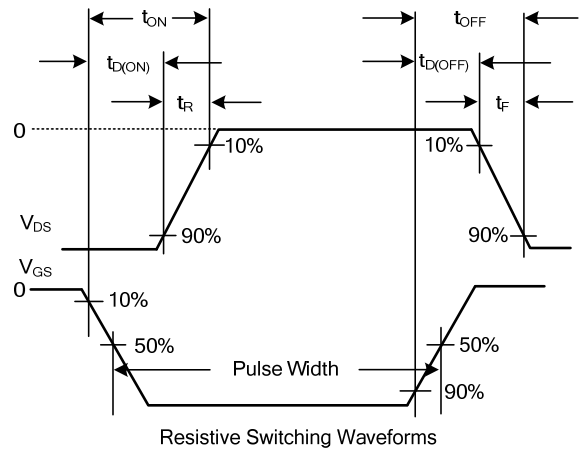 tON tOFF
tD(ON) tD(OFF)
tR tF
0
10% 10%
VDS
90% 90%
VGS
0
10%
50% 50%
Pulse Width
90%
Resistive Switching Waveforms